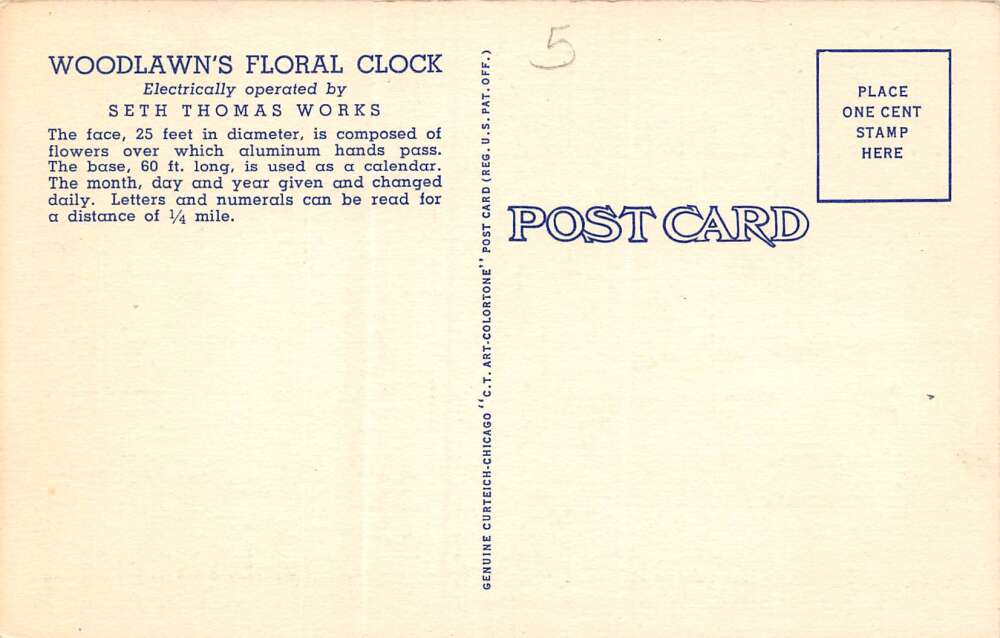 WOODLAWN'S FLORAL CLOCK
Electrically operated by
SETH THOMAS WORKS
The face, 25 feet in diameter, is composed of
flowers over which aluminum hands pass.
The base, 60 ft. long, is used as a calendar.
The month, day and year given and changed
daily. Letters and numerals can be read for
a distance of ¼ mile.
GENUINE CURTEICH-CHICAGO "C.T. ART-COLORTONE" POST CARD (REG. U.S. PAT. OFF.)
5
PLACE
ONE CENT
STAMP
HERE
POST CARD